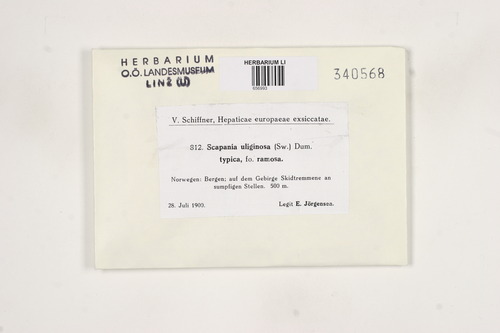 HERBARIUM
O.Ö. LANDESMUSEUM
LINZ (LI)
HERBARIUM LI
340568
V. Schiffner, Hepaticae europaeae exsiccatae.
812. Scapania uliginosa (Sw.) Dum.
typica, fo. ramosa.
Norwegen: Bergen; auf dem Gebirge Skidtremmene an
sumpfigen Stellen. 500 m.
28. Juli 1900. Legit E. Jörgensen.